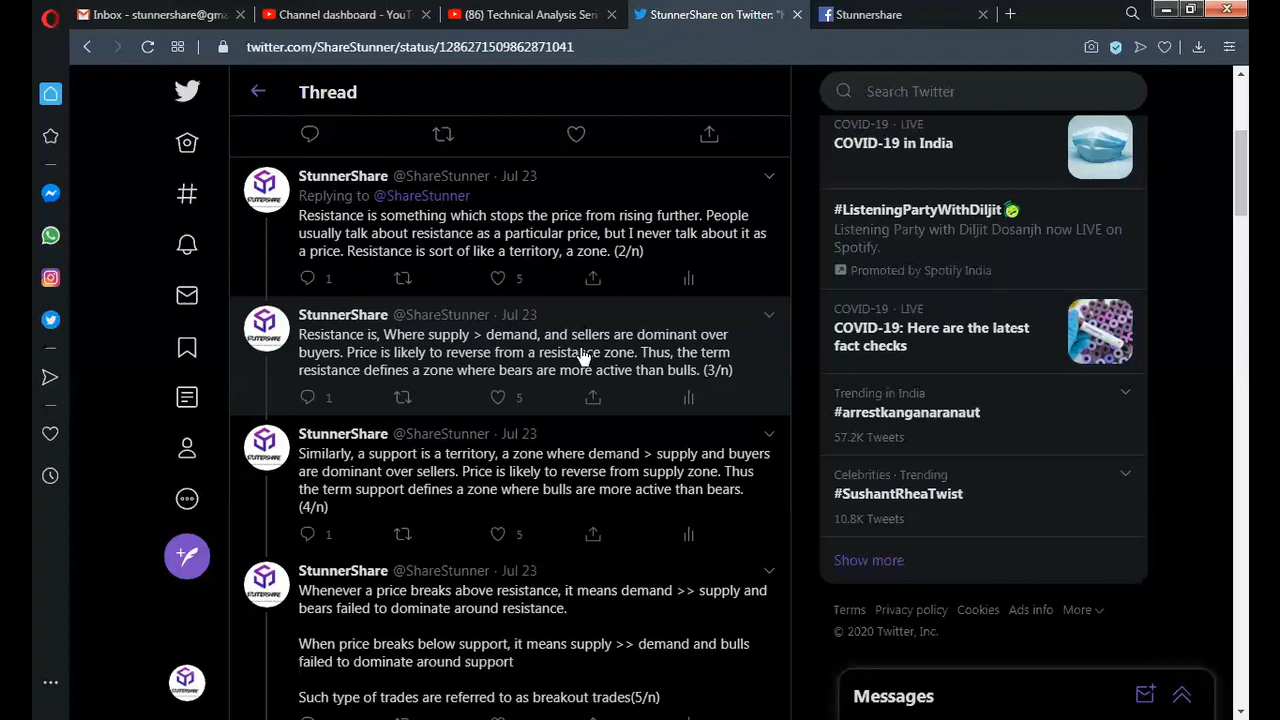 Inbox - stunnershare@gma
Channel dashboard - YouT
(80) Technical Analysis Seri
StunnerShare on Twitter: "H
Stunnershare
twitter.com/ShareStunner/status/1286271509862871041
Thread
Search Twitter
StunnerShare @ShareStunner · Jul 23
Replying to @ShareStunner
Resistance is something which stops the price from rising further. People
usually talk about resistance as a particular price, but I never talk about it as
a price. Resistance is sort of like a territory, a zone. (2/n)
1 5
StunnerShare @ShareStunner · Jul 23
Resistance is, Where supply > demand, and sellers are dominant over
buyers. Price is likely to reverse from a resistance zone. Thus, the term
resistance defines a zone where bears are more active than bulls. (3/n)
1 5
StunnerShare @ShareStunner · Jul 23
Similarly, a support is a territory, a zone where demand > supply and buyers
are dominant over sellers. Price is likely to reverse from supply zone. Thus
the term support defines a zone where bulls are more active than bears.
(4/n)
1 5
StunnerShare @ShareStunner · Jul 23
Whenever a price breaks above resistance, it means demand >> supply and
bears failed to dominate around resistance.
When price breaks below support, it means supply >> demand and bulls
failed to dominate around support
Such type of trades are referred to as breakout trades(5/n)
COVID-19 · LIVE
COVID-19 in India
#ListeningPartyWithDiljit
Listening Party with Diljit Dosanjh now LIVE on
Spotify.
Promoted by Spotify India
COVID-19 · LIVE
COVID-19: Here are the latest
fact checks
Trending in India
#arrestkanganaranaut
57.2K Tweets
Celebrities · Trending
#SushantRheaTwist
10.8K Tweets
Show more
Terms Privacy policy Cookies Ads info More
© 2020 Twitter, Inc.
Messages